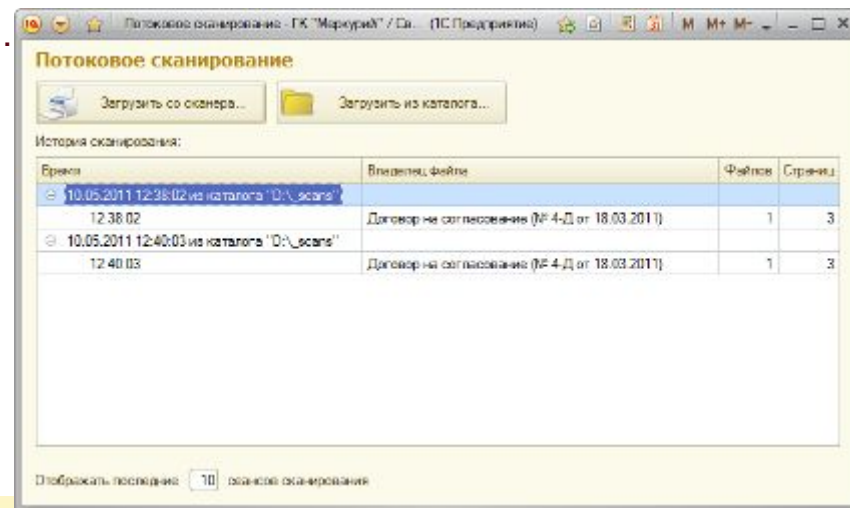 Потоковое сканирование - ГК "Меркурий" / Св... (1С:Предприятие) M M+ M-
Потоковое сканирование
Загрузить со сканера... Загрузить из каталога...
История сканирования:
Время Владелец файла Файлов Страниц
10.05.2011 12:38:02 из каталога "D:\_scans"
12:38:02 Договор на согласование (№ 4-Д от 18.03.2011) 1 3
10.05.2011 12:40:03 из каталога "D:\_scans"
12:40:03 Договор на согласование (№ 4-Д от 18.03.2011) 1 3
Отображать последние 10 сеансов сканирования